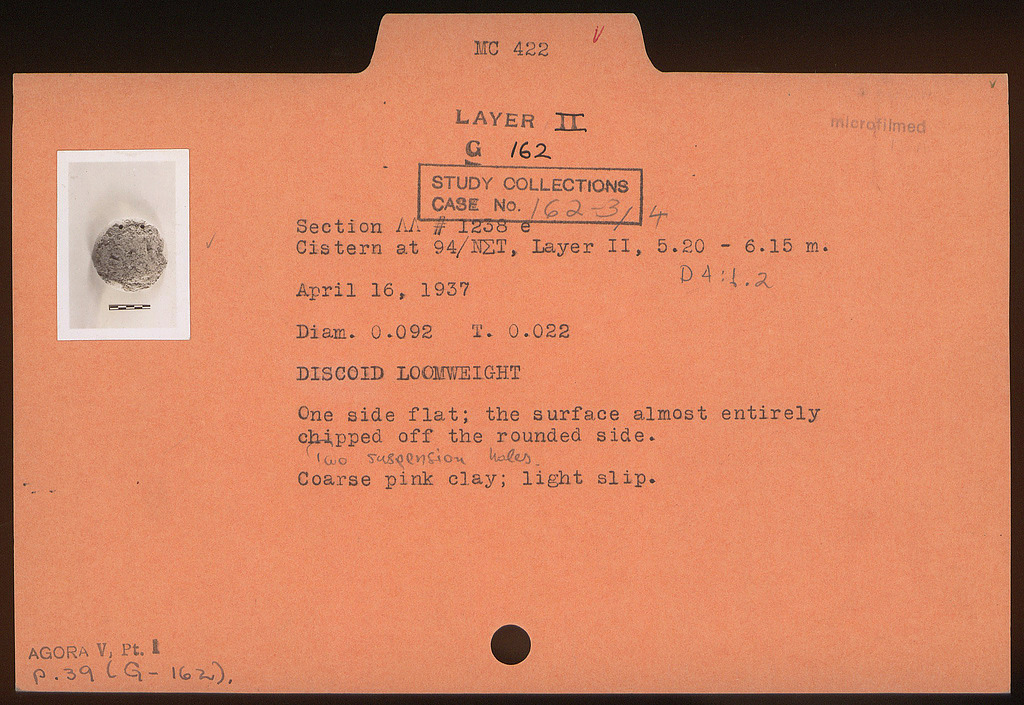 MC 422
LAYER II
microfilmed
G 162
STUDY COLLECTIONS
CASE No. 162-3/4
Section ΛΛ # 1238 e
Cistern at 94/ΝΣΤ, Layer II, 5.20 - 6.15 m.
D 4:1.2
April 16, 1937
Diam. 0.092 T. 0.022
DISCOID LOOMWEIGHT
One side flat; the surface almost entirely
chipped off the rounded side.
Two suspension holes.
Coarse pink clay; light slip.
AGORA V, Pt. 1
p.39 (G-162).